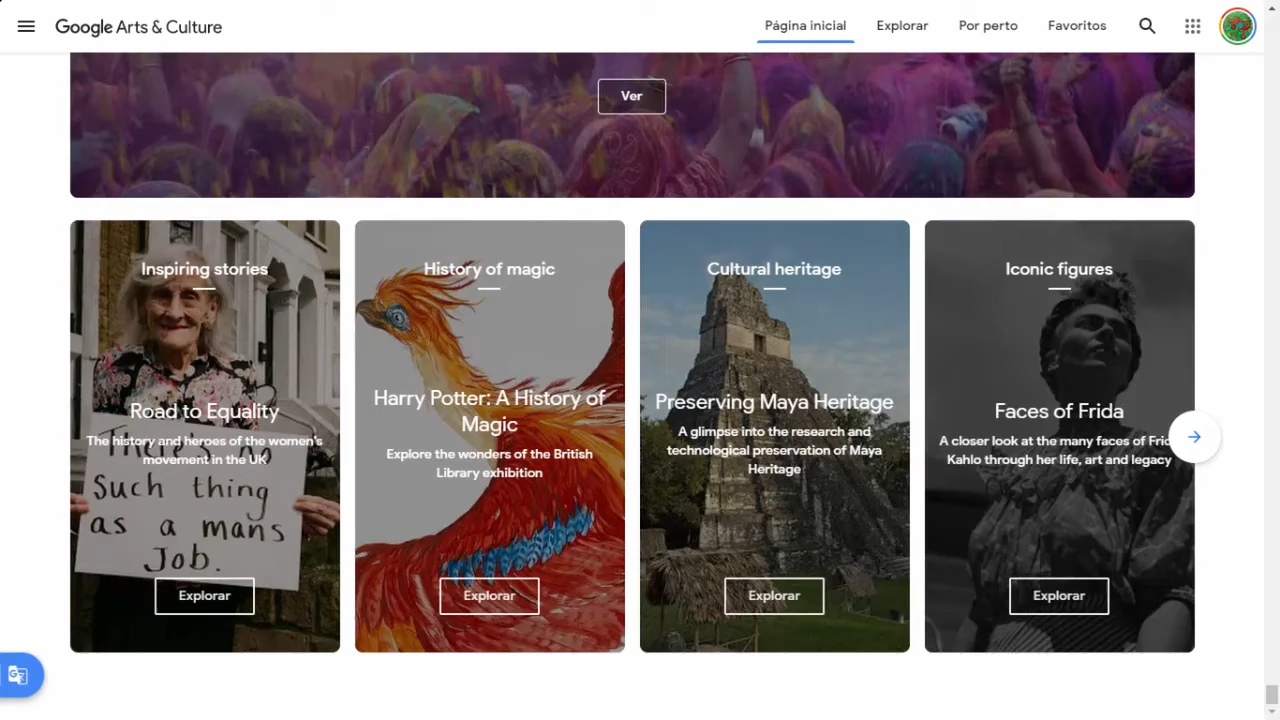 Google Arts & Culture
Página inicial
Explorar
Por perto
Favoritos
Ver
Inspiring stories
Road to Equality
The history and heroes of the women's
movement in the UK
There's no
Such thing
as a mans
Job.
Explorar
History of magic
Harry Potter: A History of
Magic
Explore the wonders of the British
Library exhibition
Explorar
Cultural heritage
Preserving Maya Heritage
A glimpse into the research and
technological preservation of Maya
Heritage
Explorar
Iconic figures
Faces of Frida
A closer look at the many faces of
Kahlo through her life, art and legacy
Explorar